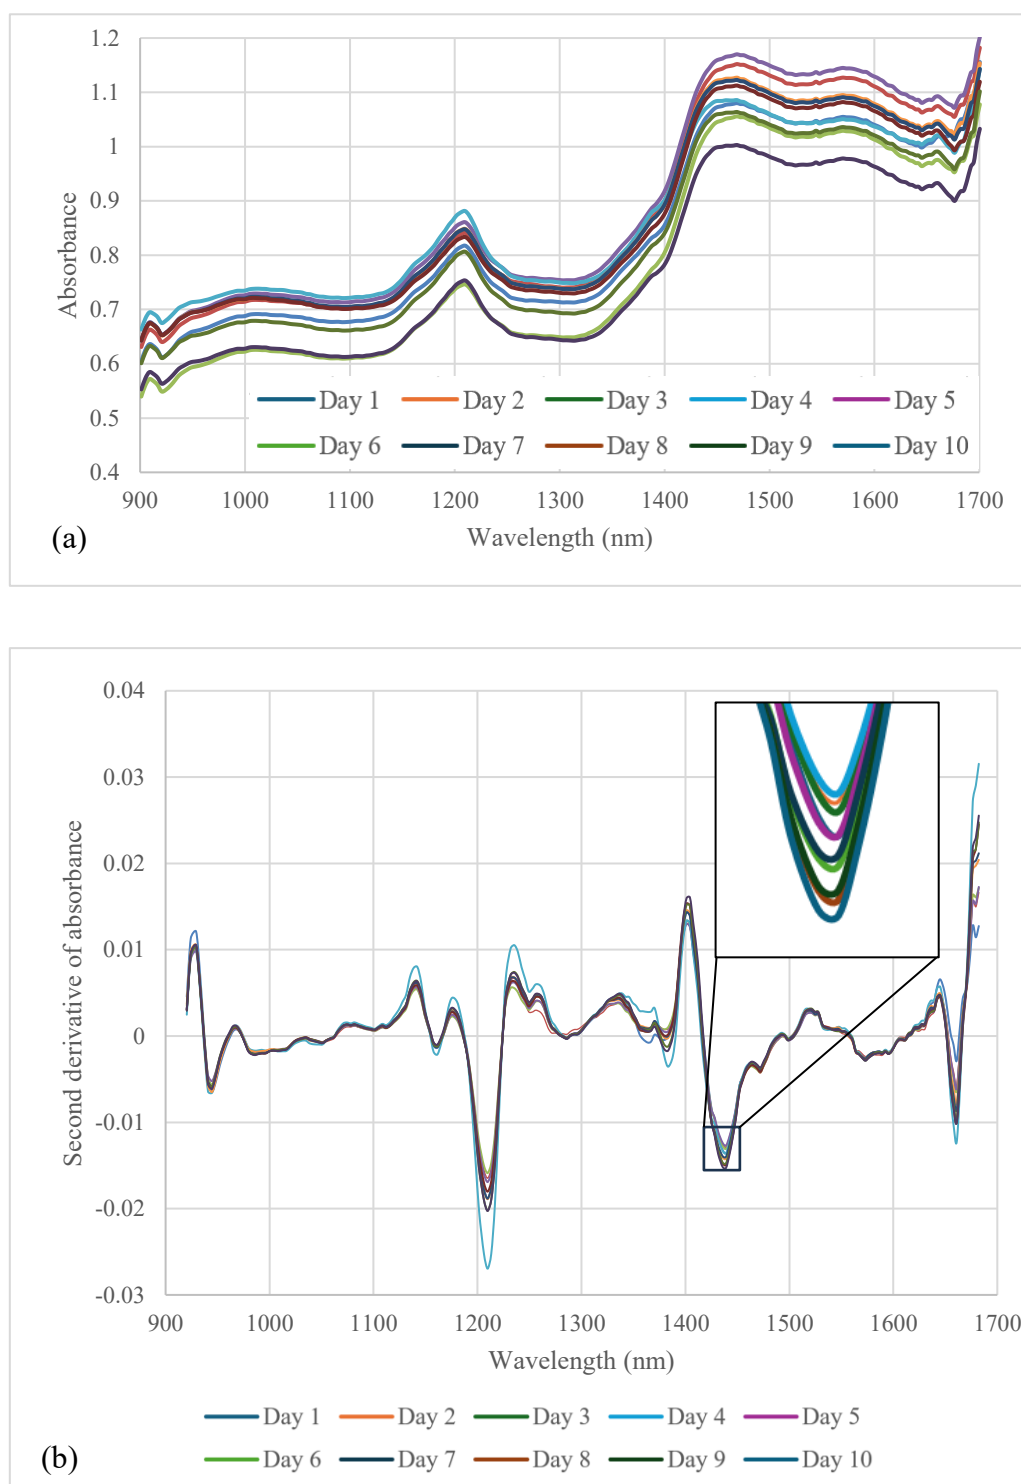 1.2
1.1
1
0.9
0.8
0.7
0.6
0.5
0.4
Absorbance
Day 1 Day 2 Day 3 Day 4 Day 5
Day 6 Day 7 Day 8 Day 9 Day 10
900 1000 1100 1200 1300 1400 1500 1600 1700
Wavelength (nm)
(a)
0.04
0.03
0.02
0.01
0
-0.01
-0.02
-0.03
Second derivative of absorbance
900 1000 1100 1200 1300 1400 1500 1600 1700
Wavelength (nm)
Day 1 Day 2 Day 3 Day 4 Day 5
Day 6 Day 7 Day 8 Day 9 Day 10
(b)